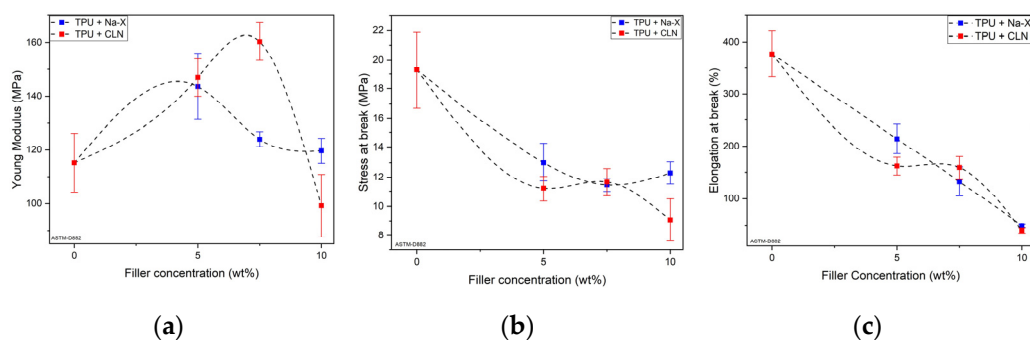 TPU + Na-X
TPU + CLN
160
140
120
100
Young Modulus (MPa)
ASTM-D882
0
5
10
Filler concentration (wt%)
(a)
TPU + Na-X
TPU + CLN
22
20
18
16
14
12
10
8
6
Stress at break (MPa)
ASTM-D882
0
5
10
Filler concentration (wt%)
(b)
TPU + Na-X
TPU + CLN
400
300
200
100
Elongation at break (%)
ASTM-D882
0
5
10
Filler Concentration (wt%)
(c)